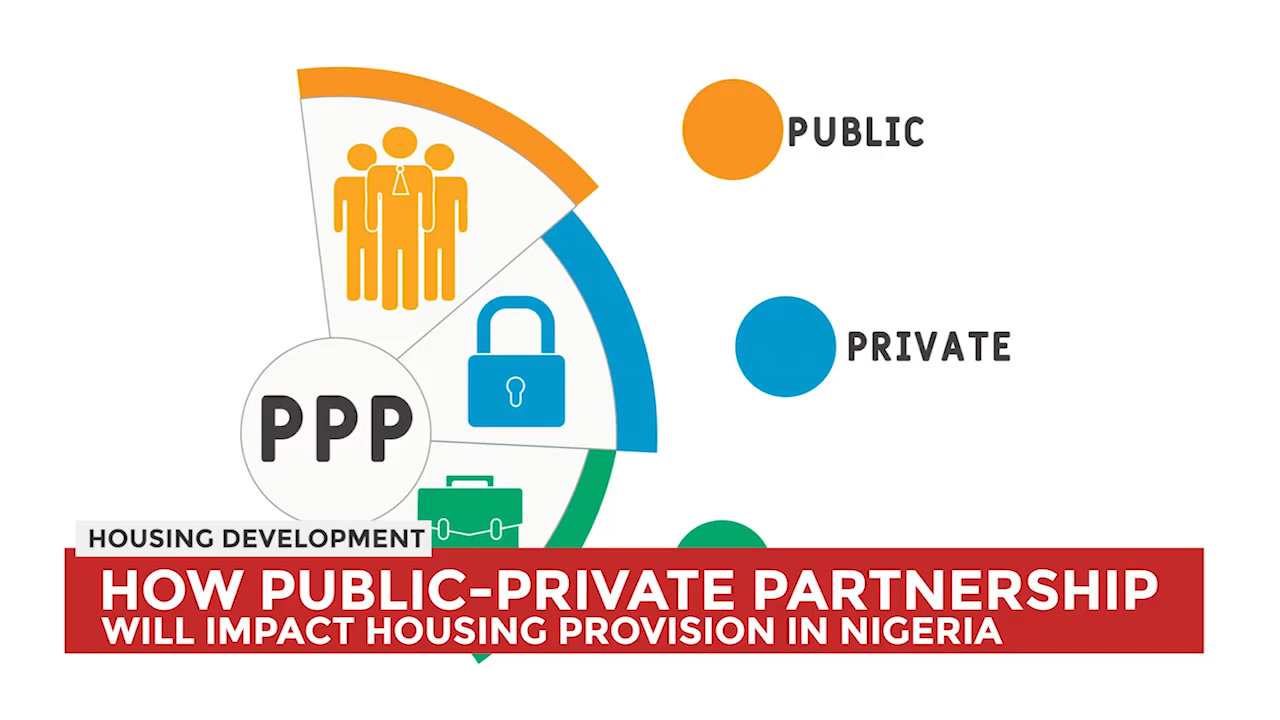 PUBLIC
PRIVATE
PPP
HOUSING DEVELOPMENT
HOW PUBLIC-PRIVATE PARTNERSHIP
WILL IMPACT HOUSING PROVISION IN NIGERIA